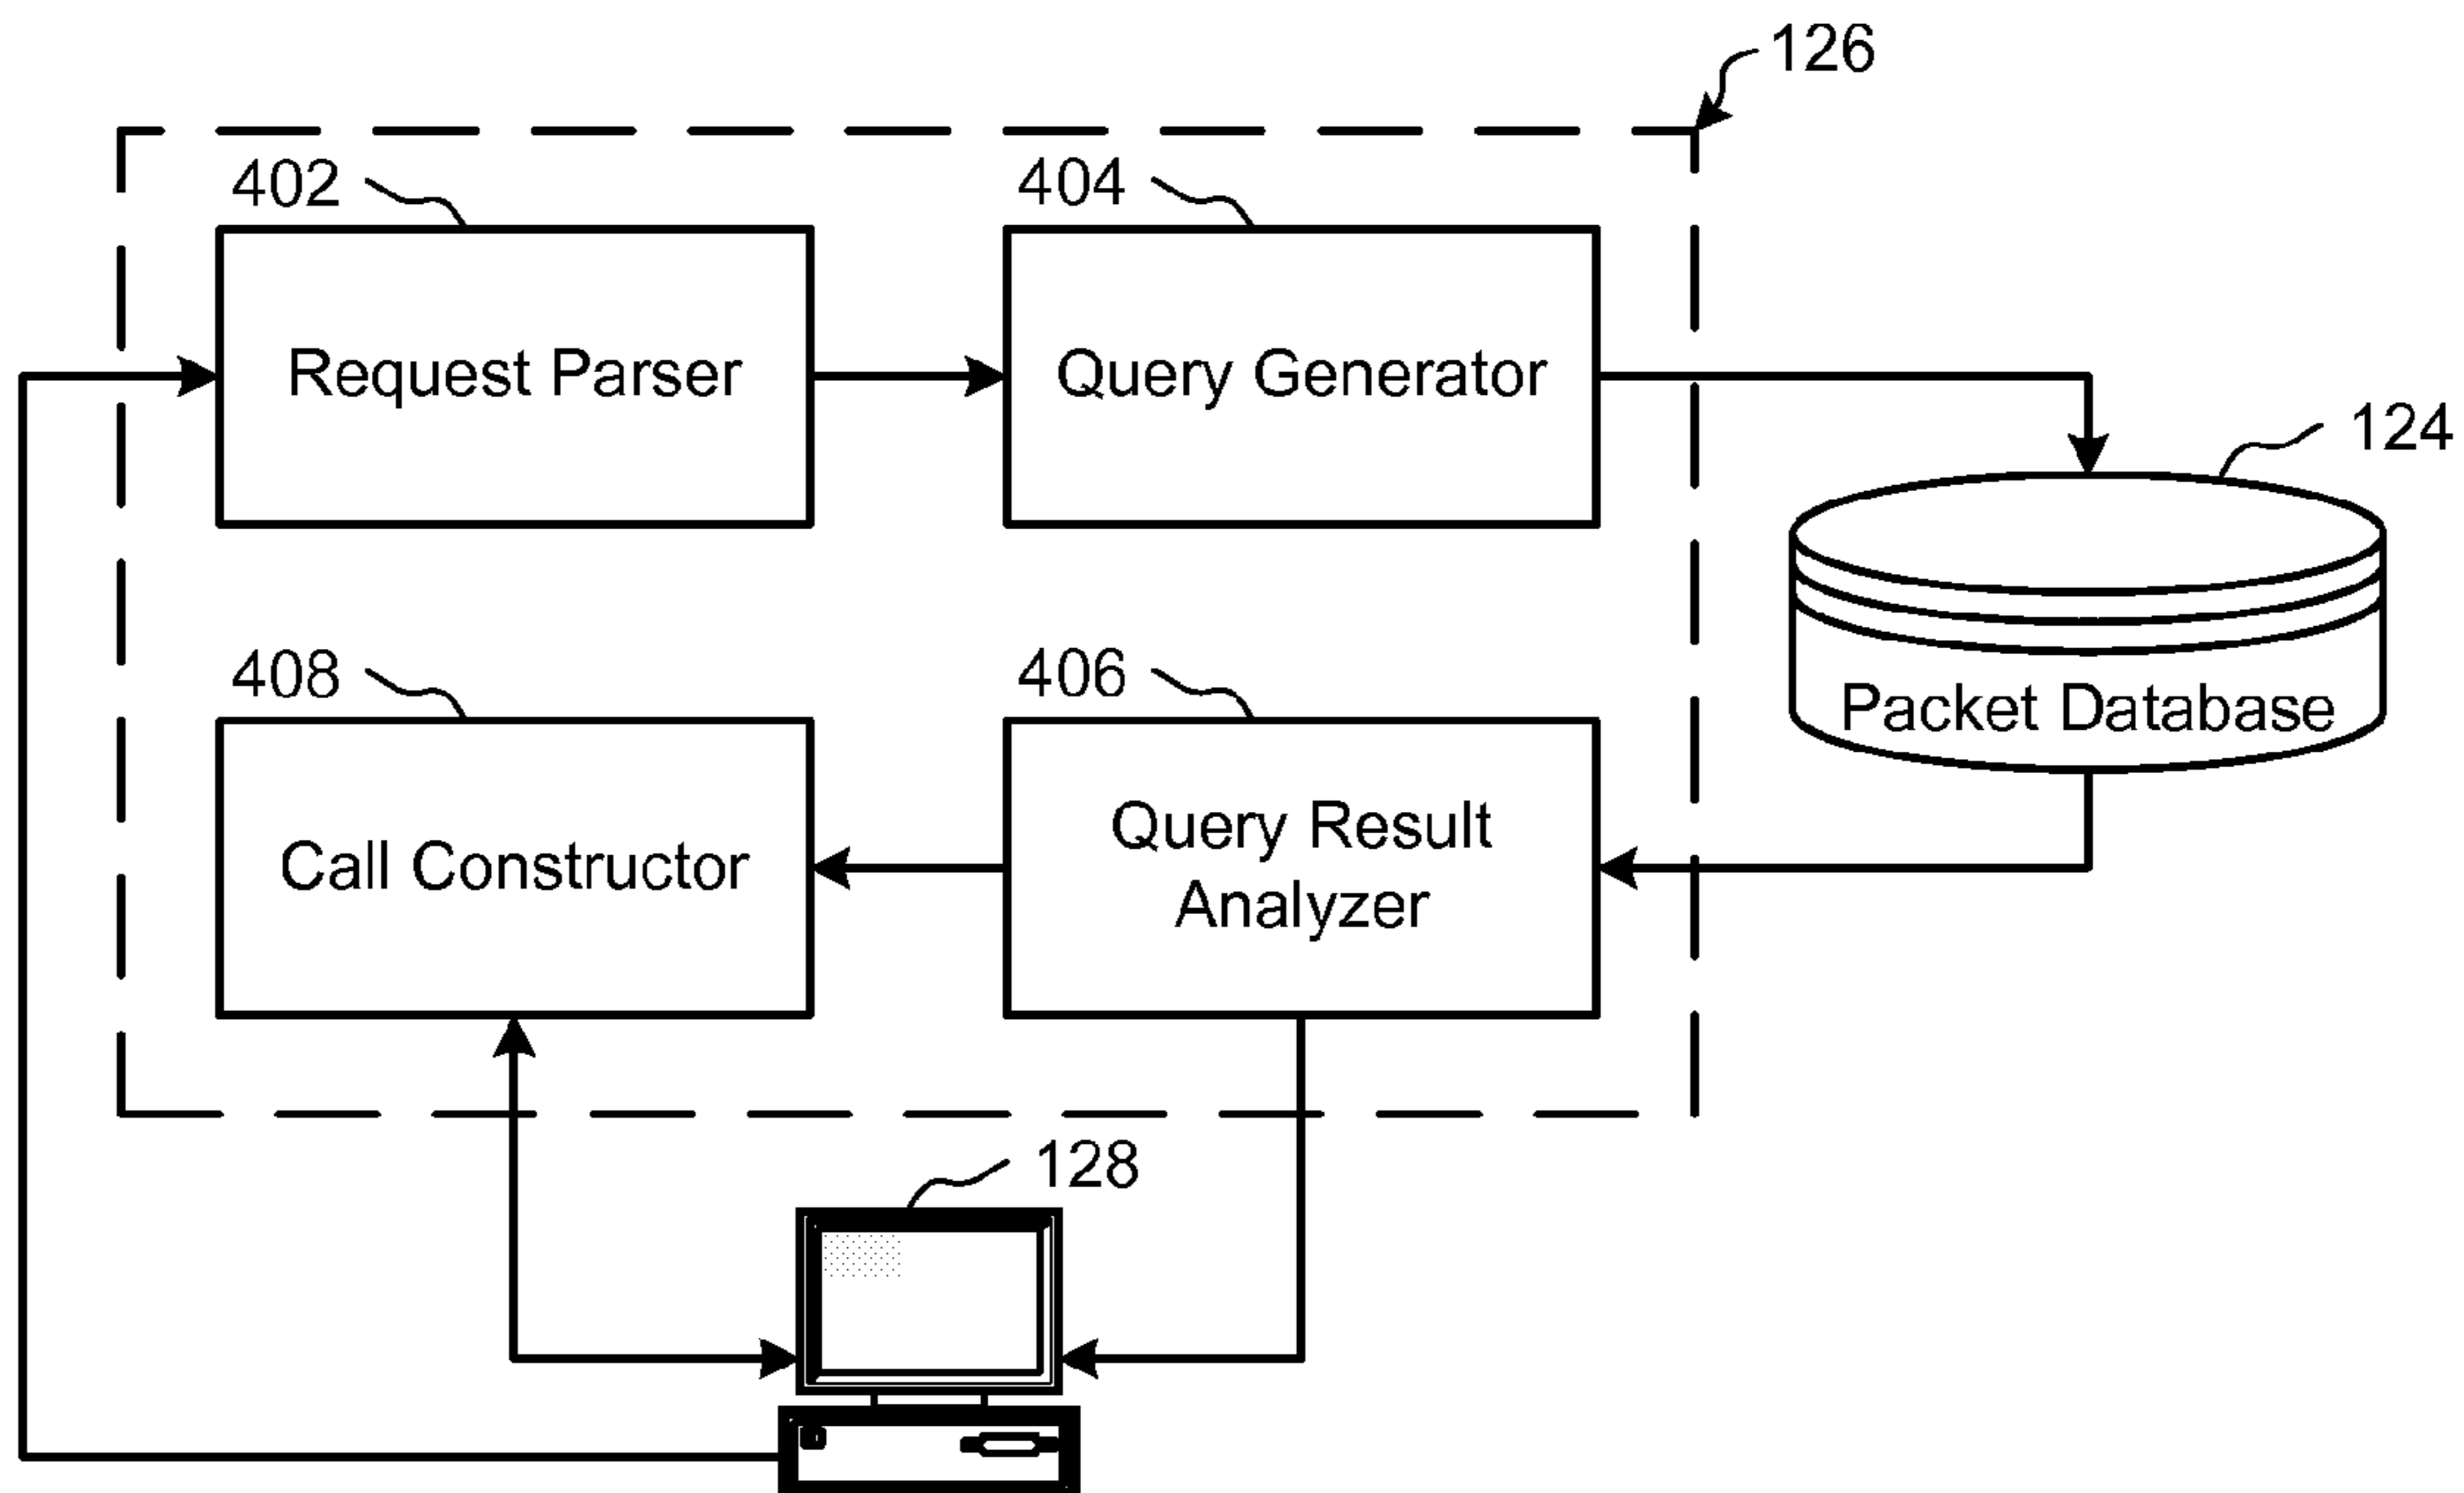 126
402
404
Request Parser
Query Generator
124
408
406
Packet Database
Call Constructor
Query Result
Analyzer
128